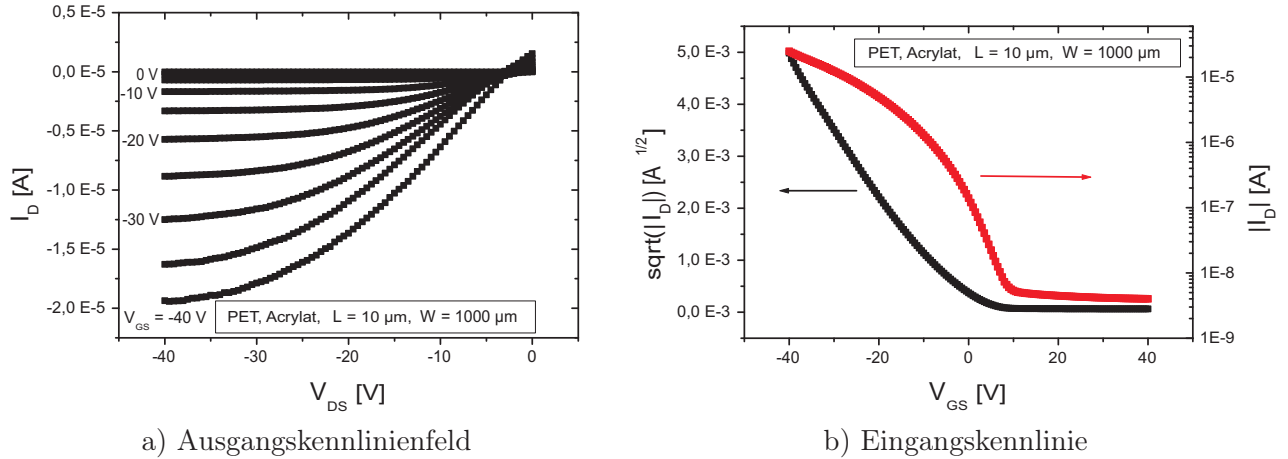 0,5 E-5
0,0 E-5
-0,5 E-5
-1,0 E-5
-1,5 E-5
-2,0 E-5
I_D [A]
0 V
-10 V
-20 V
-30 V
V_GS = -40 V
PET, Acrylat, L = 10 µm, W = 1000 µm
-40 -30 -20 -10 0
V_DS [V]
a) Ausgangskennlinienfeld
5,0 E-3
4,0 E-3
3,0 E-3
2,0 E-3
1,0 E-3
0,0 E-3
sqrt(|I_D|) [A^1/2]
PET, Acrylat, L = 10 µm, W = 1000 µm
1E-5
1E-6
1E-7
1E-8
1E-9
|I_D| [A]
-40 -20 0 20 40
V_GS [V]
b) Eingangskennlinie